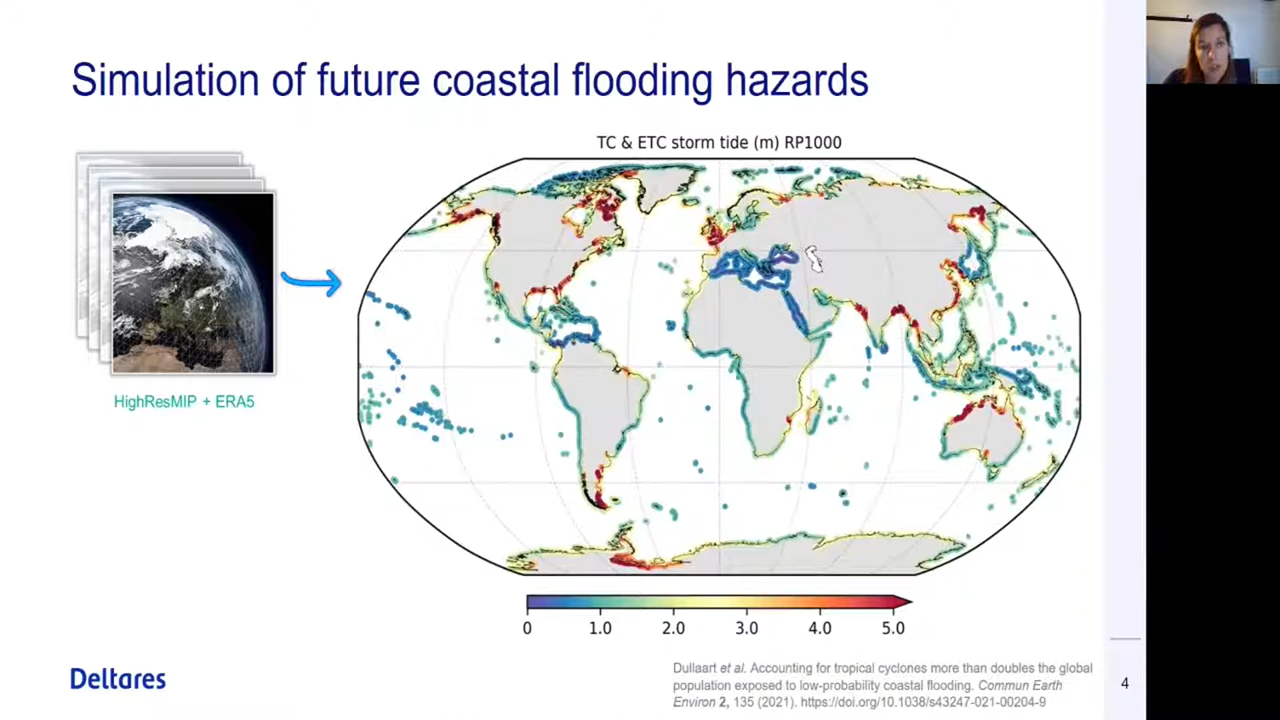 Simulation of future coastal flooding hazards
TC & ETC storm tide (m) RP1000
HighResMIP + ERA5
0 1.0 2.0 3.0 4.0 5.0
Deltares
Dullaart et al. Accounting for tropical cyclones more than doubles the global
population exposed to low-probability coastal flooding. Commun Earth
Environ 2, 135 (2021). https://doi.org/10.1038/s43247-021-00204-9
4